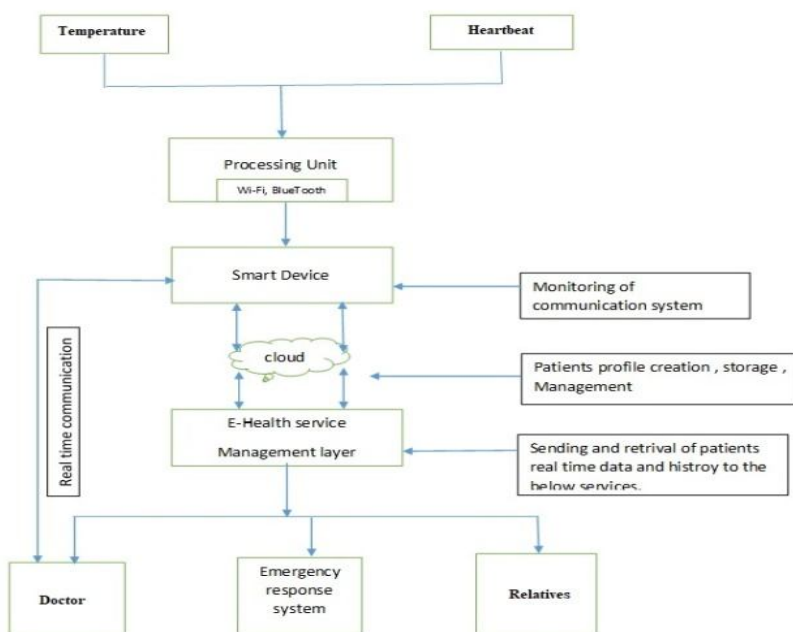 Temperature
Heartbeat
Processing Unit
Wi-Fi, BlueTooth
Smart Device
Monitoring of
communication system
Real time communication
cloud
Patients profile creation , storage ,
Management
E-Health service
Management layer
Sending and retrival of patients
real time data and histroy to the
below services.
Doctor
Emergency
response
system
Relatives